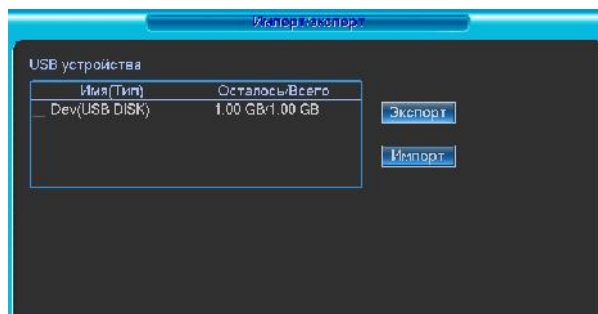 Импорт/экспорт
USB устройства
Имя(Тип) Осталось/Всего
Dev(USB DISK) 1.00 GB/1.00 GB
Экспорт
Импорт